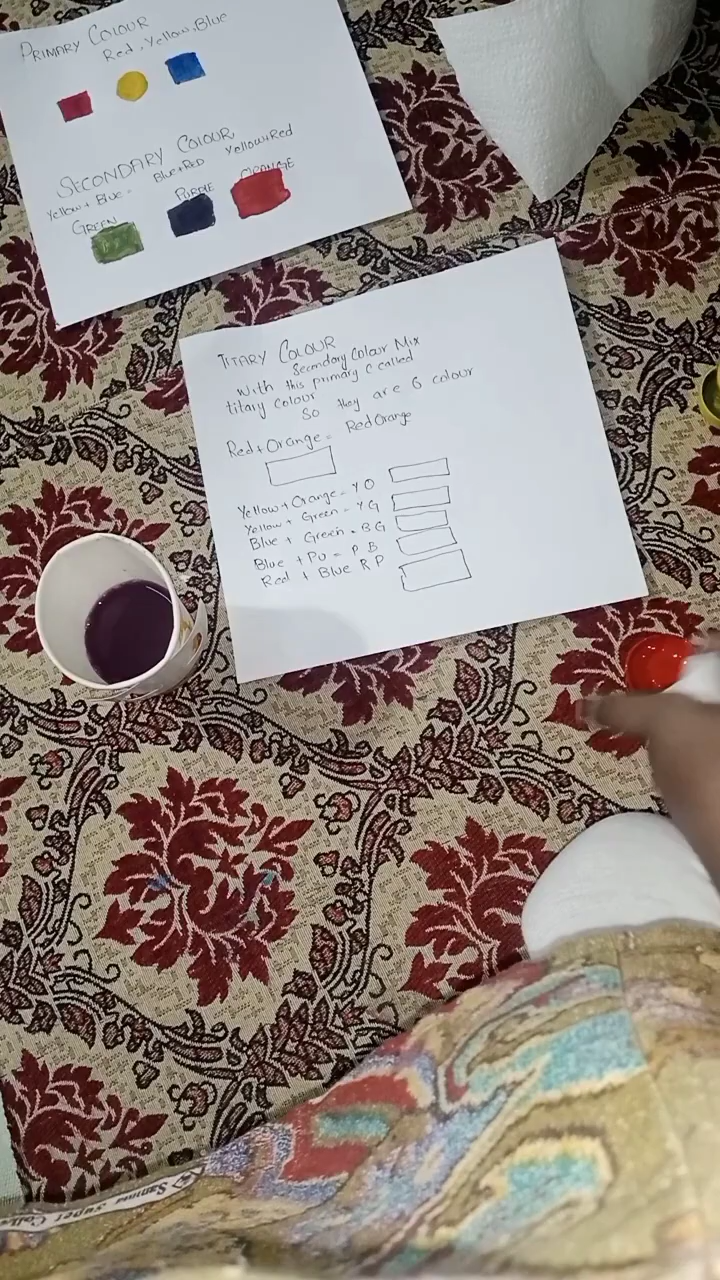 PRIMARY COLOUR
Red, Yellow, Blue
SECONDARY COLOUR
Yellow + Blue =
Blue + RED
Yellow + Red
GREEN
PURPLE
ORANGE
TITARY COLOUR
Secondary Colour Mix
with this primary C called
titary colour
So they are 6 colour
Red + Orange = Red Orange
Yellow + Orange = Y O
Yellow + Green = Y G
Blue + Green = B G
Blue + Pu = P B
Red + Blue R P
Super